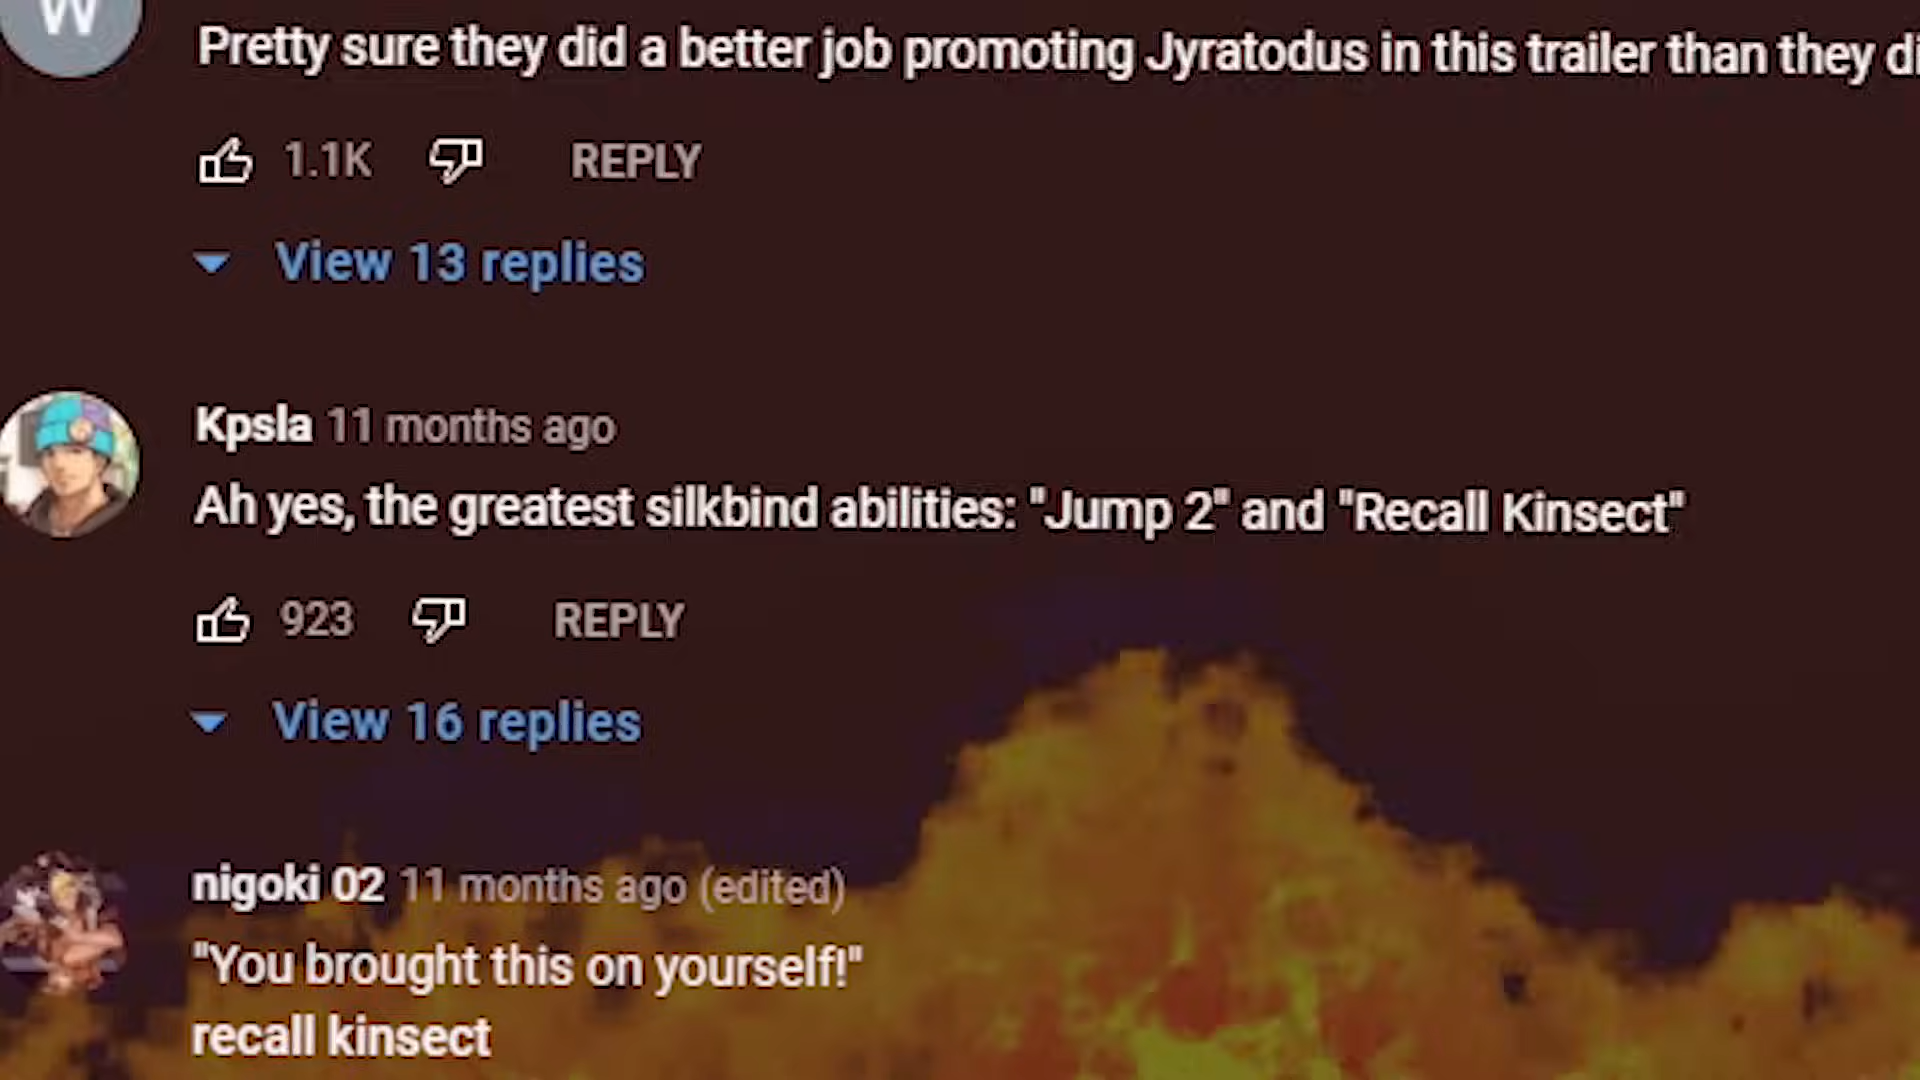 W
Pretty sure they did a better job promoting Jyratodus in this trailer than they
1.1K REPLY
View 13 replies
Kpsla 11 months ago
Ah yes, the greatest silkbind abilities: "Jump 2" and "Recall Kinsect"
923 REPLY
View 16 replies
nigoki 02 11 months ago (edited)
"You brought this on yourself!"
recall kinsect